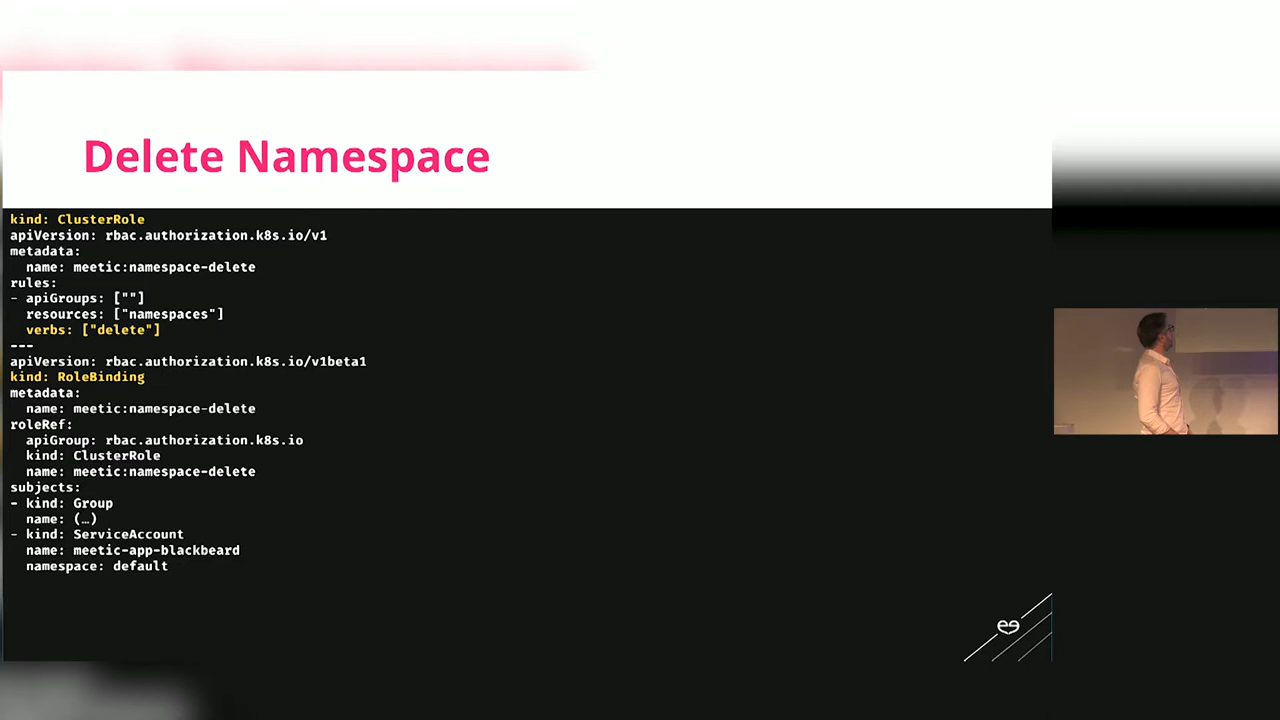 Delete Namespace
kind: ClusterRole
apiVersion: rbac.authorization.k8s.io/v1
metadata:
  name: meetic:namespace-delete
rules:
- apiGroups: [""]
  resources: ["namespaces"]
  verbs: ["delete"]
---
apiVersion: rbac.authorization.k8s.io/v1beta1
kind: RoleBinding
metadata:
  name: meetic:namespace-delete
roleRef:
  apiGroup: rbac.authorization.k8s.io
  kind: ClusterRole
  name: meetic:namespace-delete
subjects:
- kind: Group
  name: (…)
- kind: ServiceAccount
  name: meetic-app-blackbeard
  namespace: default